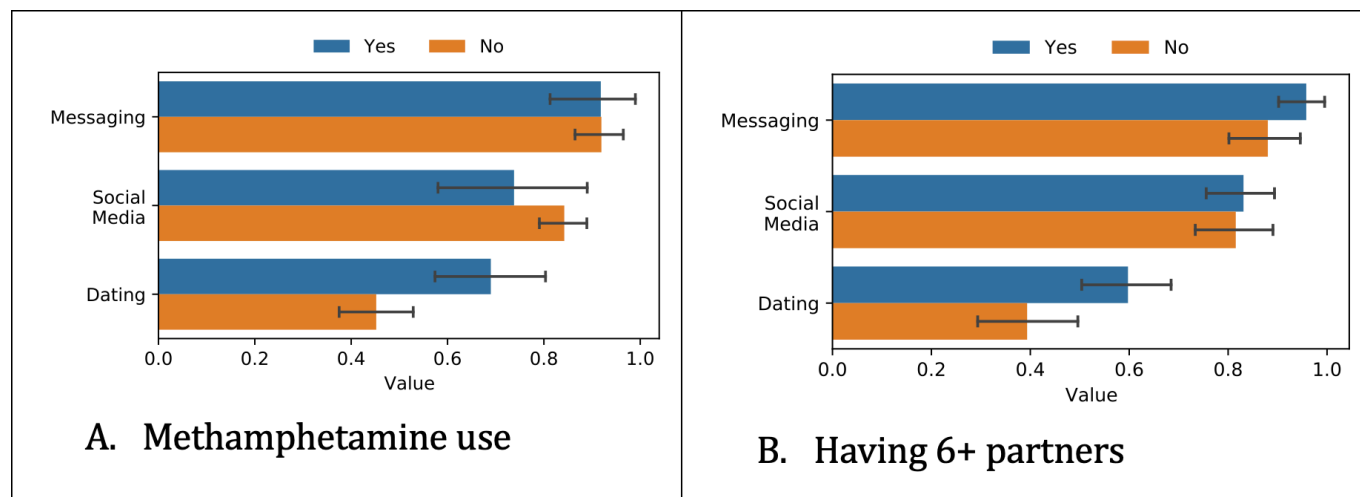 Yes No
Messaging
Social
Media
Dating
0.0 0.2 0.4 0.6 0.8 1.0
Value
A. Methamphetamine use
Yes No
Messaging
Social
Media
Dating
0.0 0.2 0.4 0.6 0.8 1.0
Value
B. Having 6+ partners